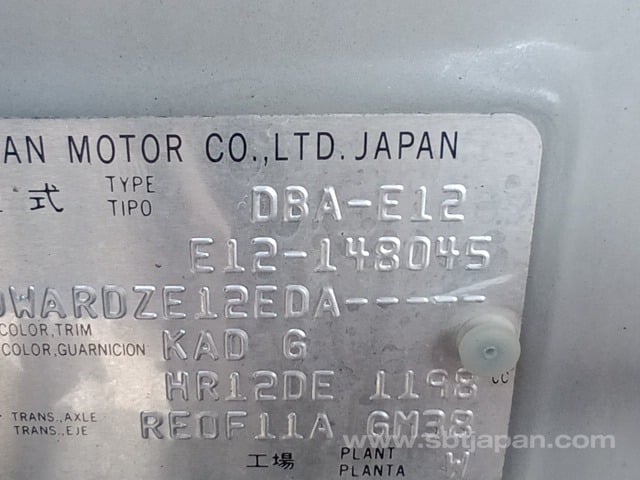 AN MOTOR CO.,LTD. JAPAN
式 TYPE TIPO DBA-E12
E12-148045
DWARDZE12EDA-----
COLOR,TRIM
COLOR,GUARNICION KAD G
HR12DE 1198 cc
TRANS.,AXLE
TRANS.,EJE RE0F11A GM38
工場 PLANT PLANTA W
www.sbtjapan.com